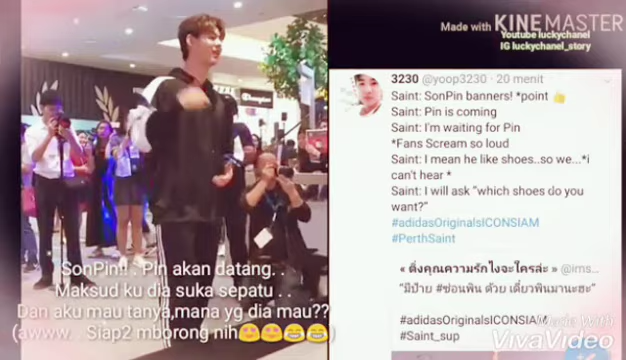 Made with KINEMASTER
Youtube luckychanel
IG luckychanel_story
Champion
3230 @yoop3230 · 20 menit
Saint: SonPin banners! *point 👍
Saint: Pin is coming
Saint: I'm waiting for Pin
*Fans Scream so loud
Saint: I mean he like shoes..so we...*i
can't hear *
Saint: I will ask "which shoes do you
want?"
#adidasOriginalsICONSIAM
#PerthSaint
« ติ่งคุณความรักไงจะใครล่ะ » @ims..
"มีป้าย #ซ่อนพิน ด้วย เดี๋ยวพินมานะฮะ"
#adidasOriginalsICONSIAM
#Saint_sup
SonPin!! . Pin akan datang. .
Maksud ku dia suka sepatu . .
Dan aku mau tanya,mana yg dia mau??
(awww. . Siap2 mborong nih😍😍😂😂)
Made With
VivaVideo